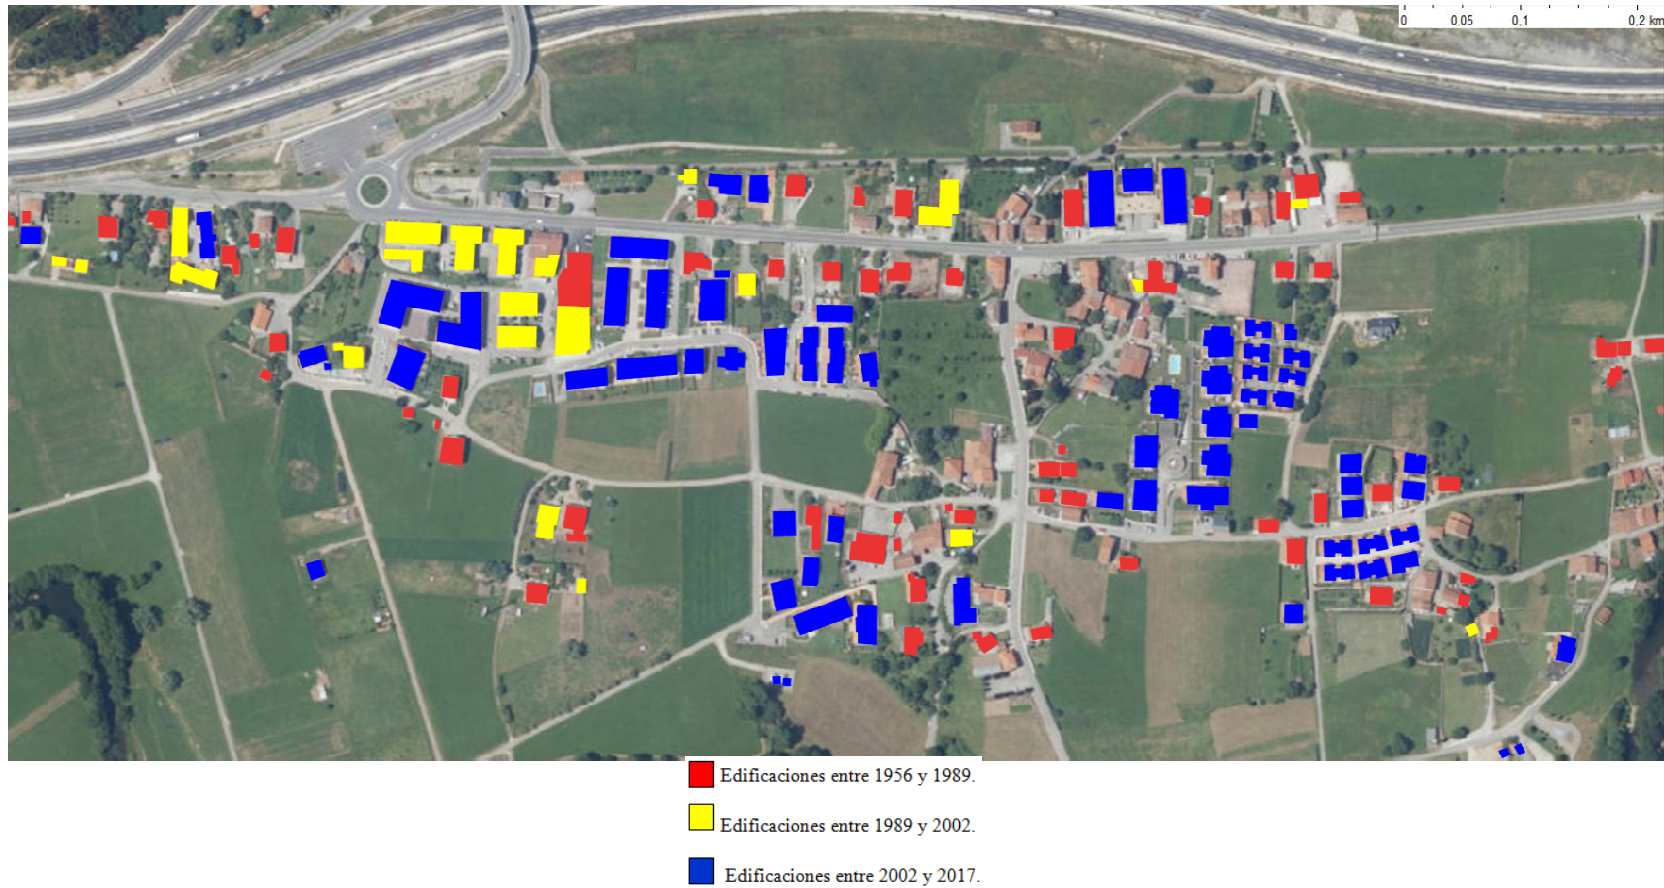 0 0.05 0.1 0.2 km
Edificaciones entre 1956 y 1989.
Edificaciones entre 1989 y 2002.
Edificaciones entre 2002 y 2017.